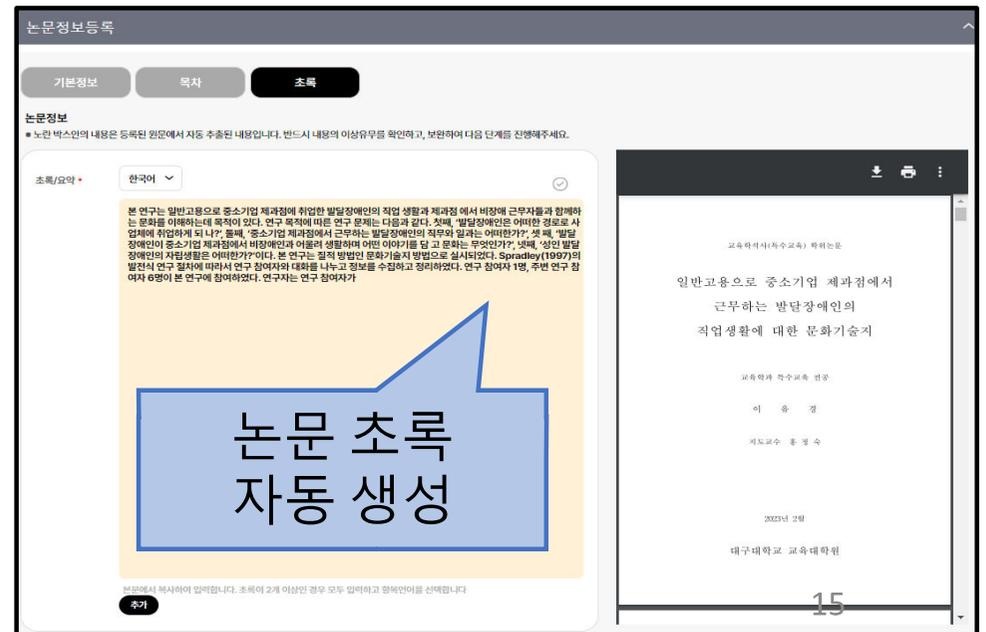 논문정보등록
기본정보
목차
초록
논문정보
※ 노란 박스안의 내용은 등록된 원문에서 자동 추출된 내용입니다. 반드시 내용의 이상유무를 확인하고, 보완하여 다음 단계를 진행해주세요.
초록/요약 •
한국어
본 연구는 일반고용으로 중소기업 제과점에 취업한 발달장애인의 직업 생활과 제과점 에서 비장애 근무자들과 함께하
는 문화를 이해하는데 목적이 있다. 연구 목적에 따른 연구 문제는 다음과 같다. 첫째, '발달장애인은 어떠한 경로로 사
업체에 취업하게 되 나?', 둘째, '중소기업 제과점에서 근무하는 발달장애인의 직무와 일과는 어떠한가?', 셋 째, '발달
장애인이 중소기업 제과점에서 비장애인과 어울려 생활하며 어떤 이야기를 담 고 문화는 무엇인가?', 넷째, '성인 발달
장애인의 자립생활은 어떠한가?'이다. 본 연구는 질적 방법인 문화기술지 방법으로 실시되었다. Spradley(1997)의
발전식 연구 절차에 따라서 연구 참여자와 대화를 나누고 정보를 수집하고 정리하였다. 연구 참여자 1명, 주변 연구 참
여자 6명이 본 연구에 참여하였다. 연구자는 연구 참여자가
논문 초록
자동 생성
본문에서 복사하여 입력합니다. 초록이 2개 이상인 경우 모두 입력하고 항목언어를 선택합니다
추가
교육학석사(특수교육) 학위논문
일반고용으로 중소기업 제과점에서
근무하는 발달장애인의
직업생활에 대한 문화기술지
교육학과 특수교육 전공
이 유 경
지도교수 홍 정 숙
2023년 2월
대구대학교 교육대학원
15